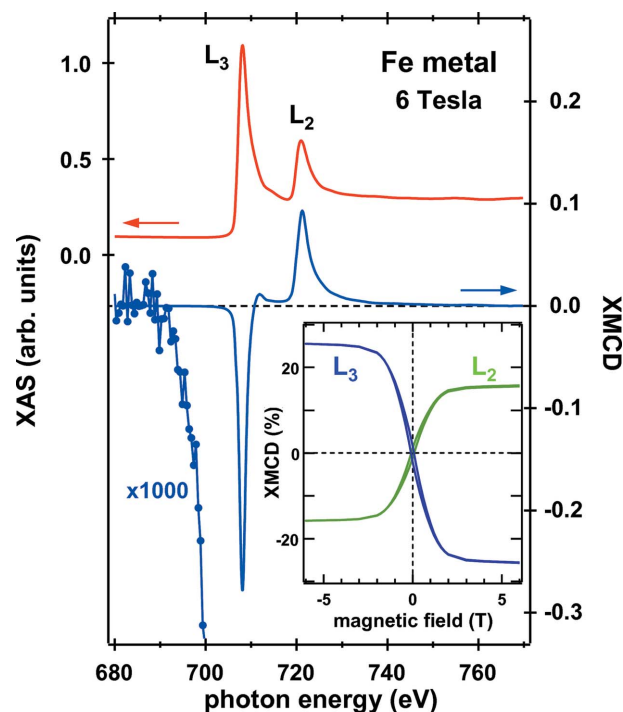 Fe metal
6 Tesla
L3
L2
XAS (arb. units)
1.0
0.5
0.0
XMCD
0.2
0.1
0.0
-0.1
-0.2
-0.3
x1000
L3
L2
XMCD (%)
20
0
-20
-5
0
5
magnetic field (T)
680
700
720
740
760
photon energy (eV)